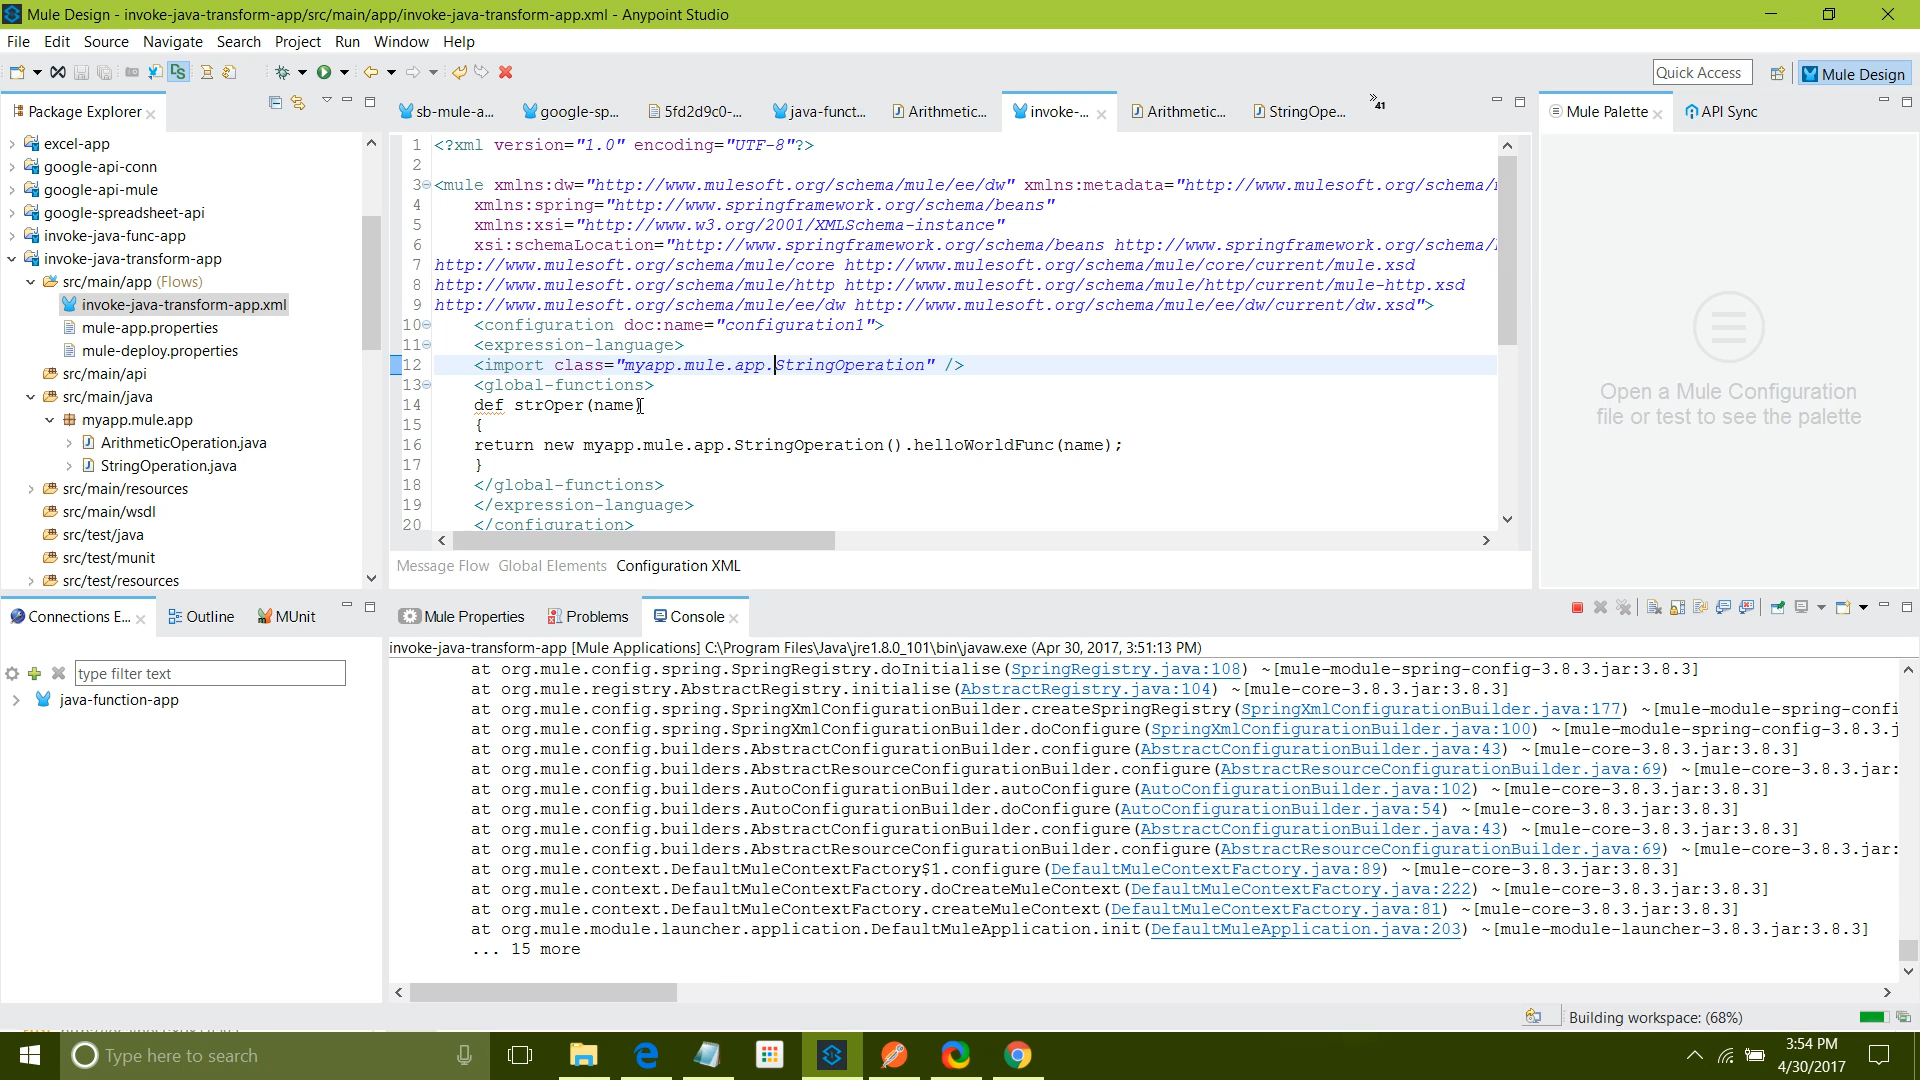 Mule Design - invoke-java-transform-app/src/main/app/invoke-java-transform-app.xml - Anypoint Studio
File Edit Source Navigate Search Project Run Window Help
Quick Access
Mule Design
Package Explorer
sb-mule-a...
google-sp...
5fd2d9c0-...
java-funct...
Arithmetic...
invoke-...
Arithmetic...
StringOpe...
»41
Mule Palette
API Sync
excel-app
google-api-conn
google-api-mule
google-spreadsheet-api
invoke-java-func-app
invoke-java-transform-app
src/main/app (Flows)
invoke-java-transform-app.xml
mule-app.properties
mule-deploy.properties
src/main/api
src/main/java
myapp.mule.app
ArithmeticOperation.java
StringOperation.java
src/main/resources
src/main/wsdl
src/test/java
src/test/munit
src/test/resources
1 <?xml version="1.0" encoding="UTF-8"?>
2
3 <mule xmlns:dw="http://www.mulesoft.org/schema/mule/ee/dw" xmlns:metadata="http://www.mulesoft.org/schema/
4 xmlns:spring="http://www.springframework.org/schema/beans"
5 xmlns:xsi="http://www.w3.org/2001/XMLSchema-instance"
6 xsi:schemaLocation="http://www.springframework.org/schema/beans http://www.springframework.org/schema/
7 http://www.mulesoft.org/schema/mule/core http://www.mulesoft.org/schema/mule/core/current/mule.xsd
8 http://www.mulesoft.org/schema/mule/http http://www.mulesoft.org/schema/mule/http/current/mule-http.xsd
9 http://www.mulesoft.org/schema/mule/ee/dw http://www.mulesoft.org/schema/mule/ee/dw/current/dw.xsd">
10 <configuration doc:name="configuration1">
11 <expression-language>
12 <import class="myapp.mule.app.StringOperation" />
13 <global-functions>
14 def strOper(name)
15 {
16 return new myapp.mule.app.StringOperation().helloWorldFunc(name);
17 }
18 </global-functions>
19 </expression-language>
20 </configuration>
Message Flow Global Elements Configuration XML
Open a Mule Configuration
file or test to see the palette
Connections E...
Outline
MUnit
type filter text
java-function-app
Mule Properties
Problems
Console
invoke-java-transform-app [Mule Applications] C:\Program Files\Java\jre1.8.0_101\bin\javaw.exe (Apr 30, 2017, 3:51:13 PM)
at org.mule.config.spring.SpringRegistry.doInitialise(SpringRegistry.java:108) ~[mule-module-spring-config-3.8.3.jar:3.8.3]
at org.mule.registry.AbstractRegistry.initialise(AbstractRegistry.java:104) ~[mule-core-3.8.3.jar:3.8.3]
at org.mule.config.spring.SpringXmlConfigurationBuilder.createSpringRegistry(SpringXmlConfigurationBuilder.java:177) ~[mule-module-spring-confi
at org.mule.config.spring.SpringXmlConfigurationBuilder.doConfigure(SpringXmlConfigurationBuilder.java:100) ~[mule-module-spring-config-3.8.3.j
at org.mule.config.builders.AbstractConfigurationBuilder.configure(AbstractConfigurationBuilder.java:43) ~[mule-core-3.8.3.jar:3.8.3]
at org.mule.config.builders.AbstractResourceConfigurationBuilder.configure(AbstractResourceConfigurationBuilder.java:69) ~[mule-core-3.8.3.jar:
at org.mule.config.builders.AutoConfigurationBuilder.autoConfigure(AutoConfigurationBuilder.java:102) ~[mule-core-3.8.3.jar:3.8.3]
at org.mule.config.builders.AutoConfigurationBuilder.doConfigure(AutoConfigurationBuilder.java:54) ~[mule-core-3.8.3.jar:3.8.3]
at org.mule.config.builders.AbstractConfigurationBuilder.configure(AbstractConfigurationBuilder.java:43) ~[mule-core-3.8.3.jar:3.8.3]
at org.mule.config.builders.AbstractResourceConfigurationBuilder.configure(AbstractResourceConfigurationBuilder.java:69) ~[mule-core-3.8.3.jar:
at org.mule.context.DefaultMuleContextFactory$1.configure(DefaultMuleContextFactory.java:89) ~[mule-core-3.8.3.jar:3.8.3]
at org.mule.context.DefaultMuleContextFactory.doCreateMuleContext(DefaultMuleContextFactory.java:222) ~[mule-core-3.8.3.jar:3.8.3]
at org.mule.context.DefaultMuleContextFactory.createMuleContext(DefaultMuleContextFactory.java:81) ~[mule-core-3.8.3.jar:3.8.3]
at org.mule.module.launcher.application.DefaultMuleApplication.init(DefaultMuleApplication.java:203) ~[mule-module-launcher-3.8.3.jar:3.8.3]
... 15 more
Building workspace: (68%)
Type here to search
3:54 PM
4/30/2017